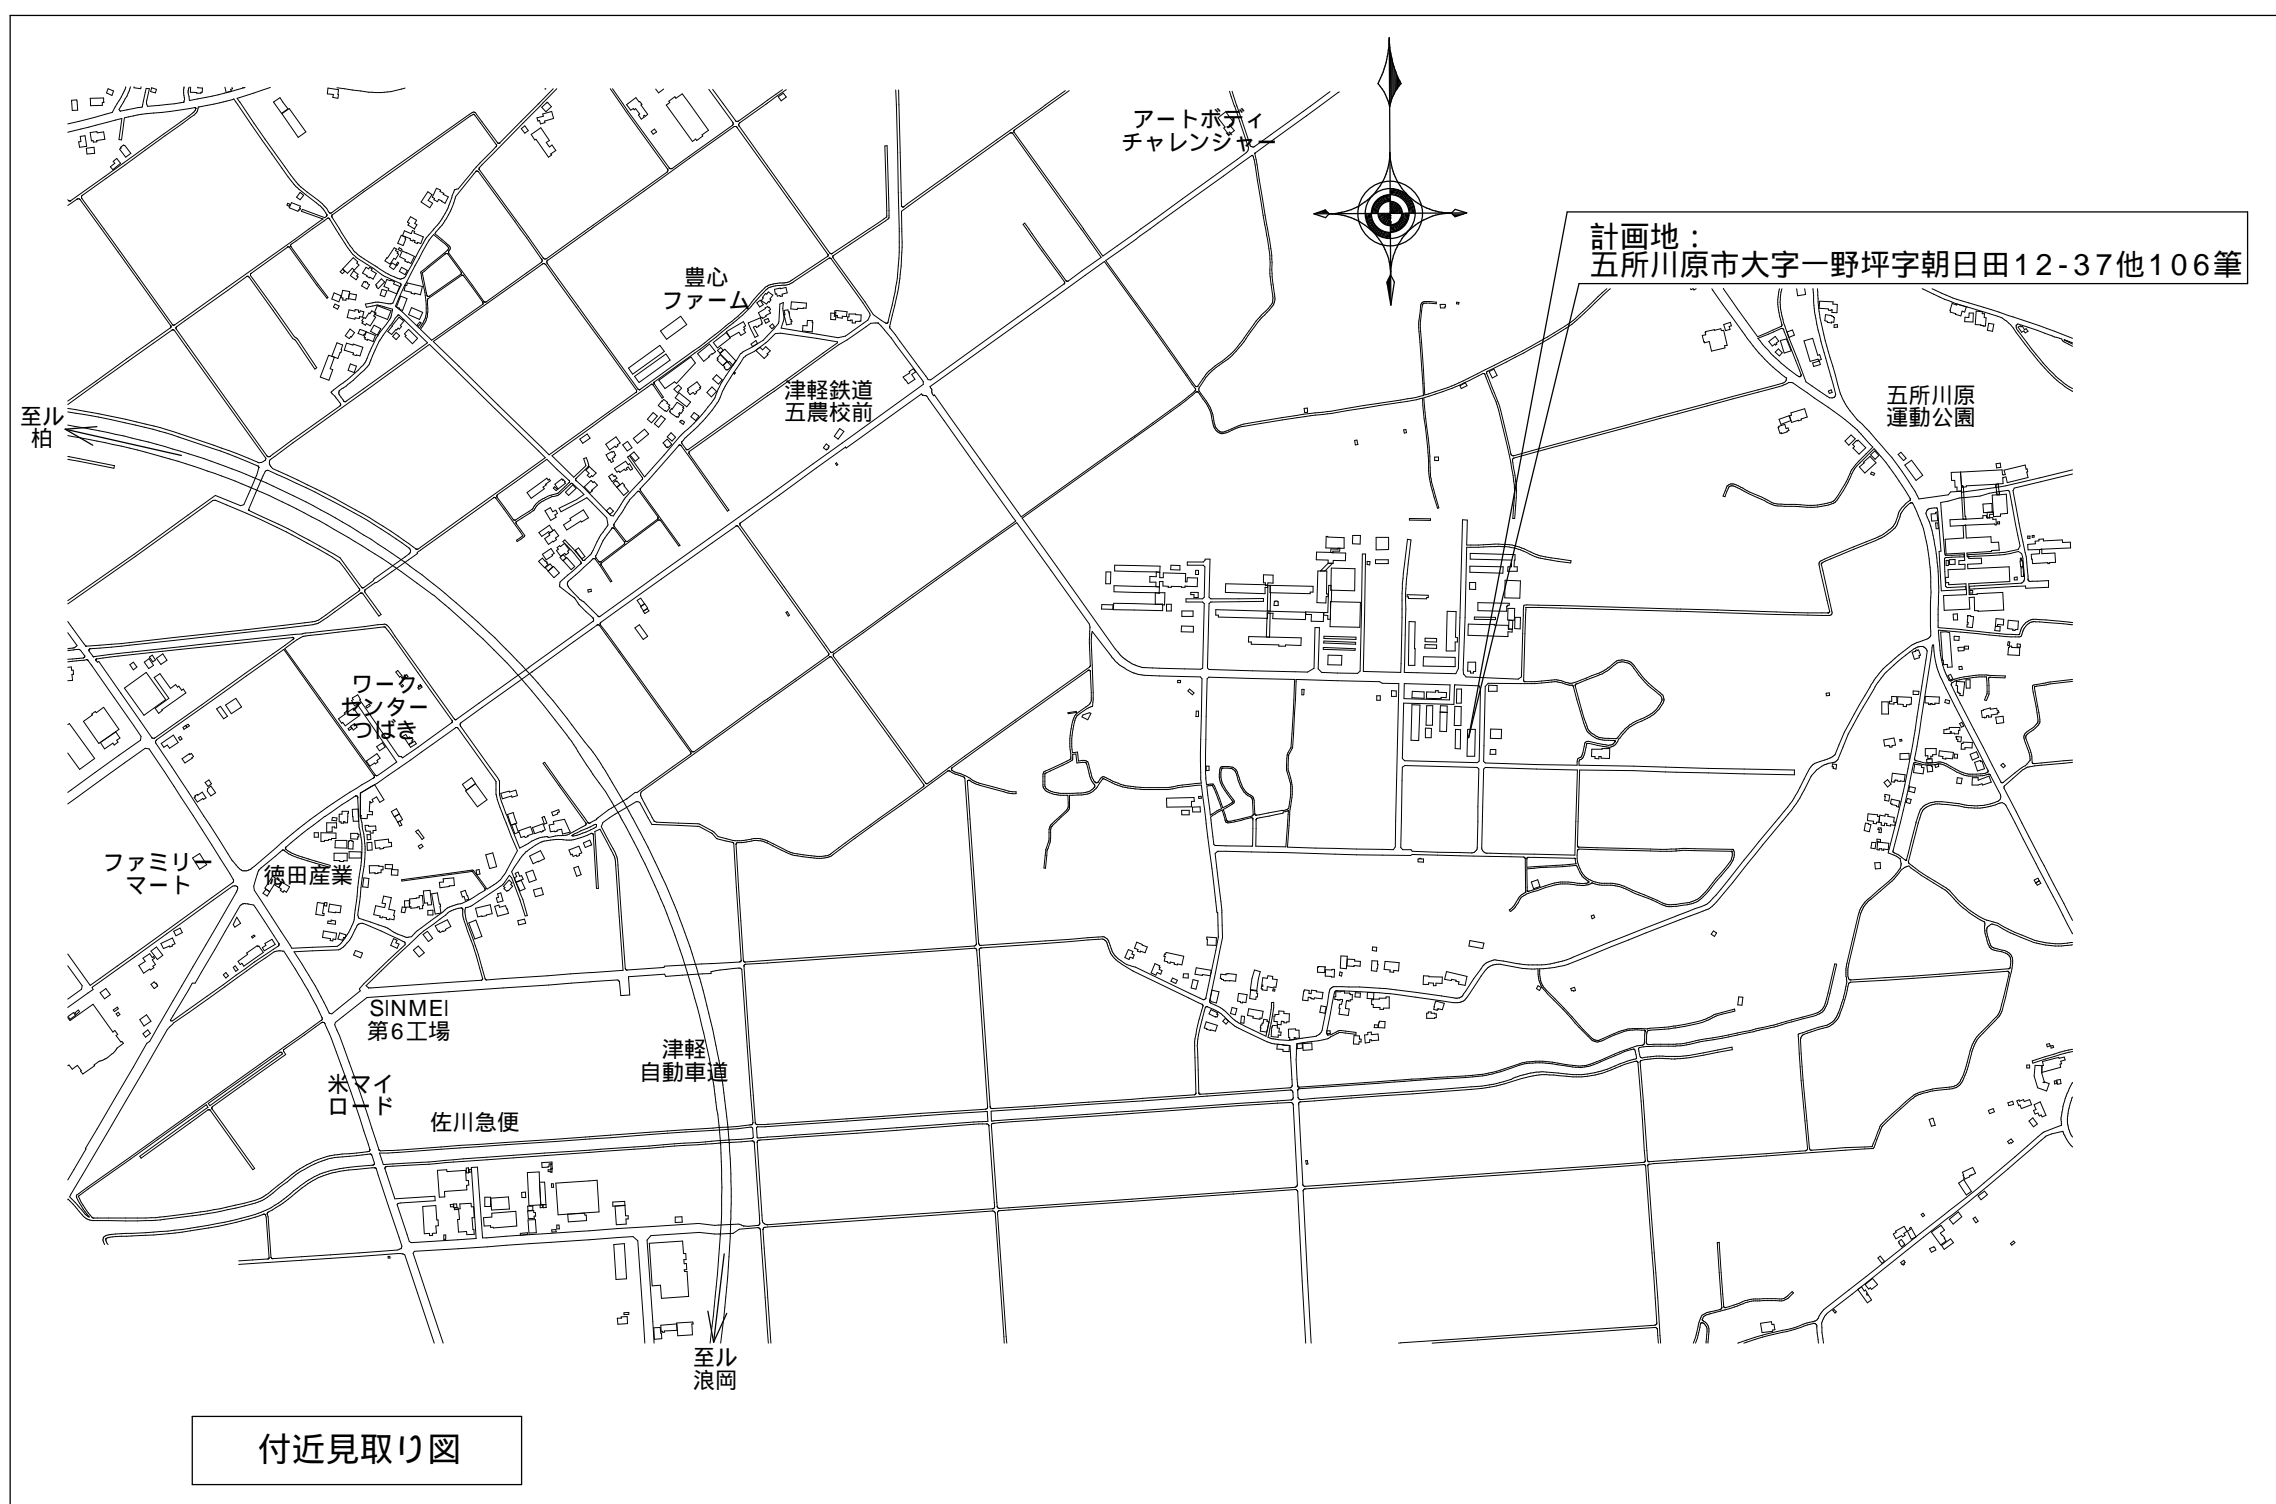 アートボディ
チャレンジャー
計画地：
五所川原市大字一野坪字朝日田12-37他106筆
豊心
ファーム
津軽鉄道
五農校前
五所川原
運動公園
至ル
柏
ワーク
センター
つばき
ファミリー
マート
徳田産業
SINMEI
第6工場
津軽
自動車道
米マイ
ロード
佐川急便
至ル
浪岡
付近見取り図